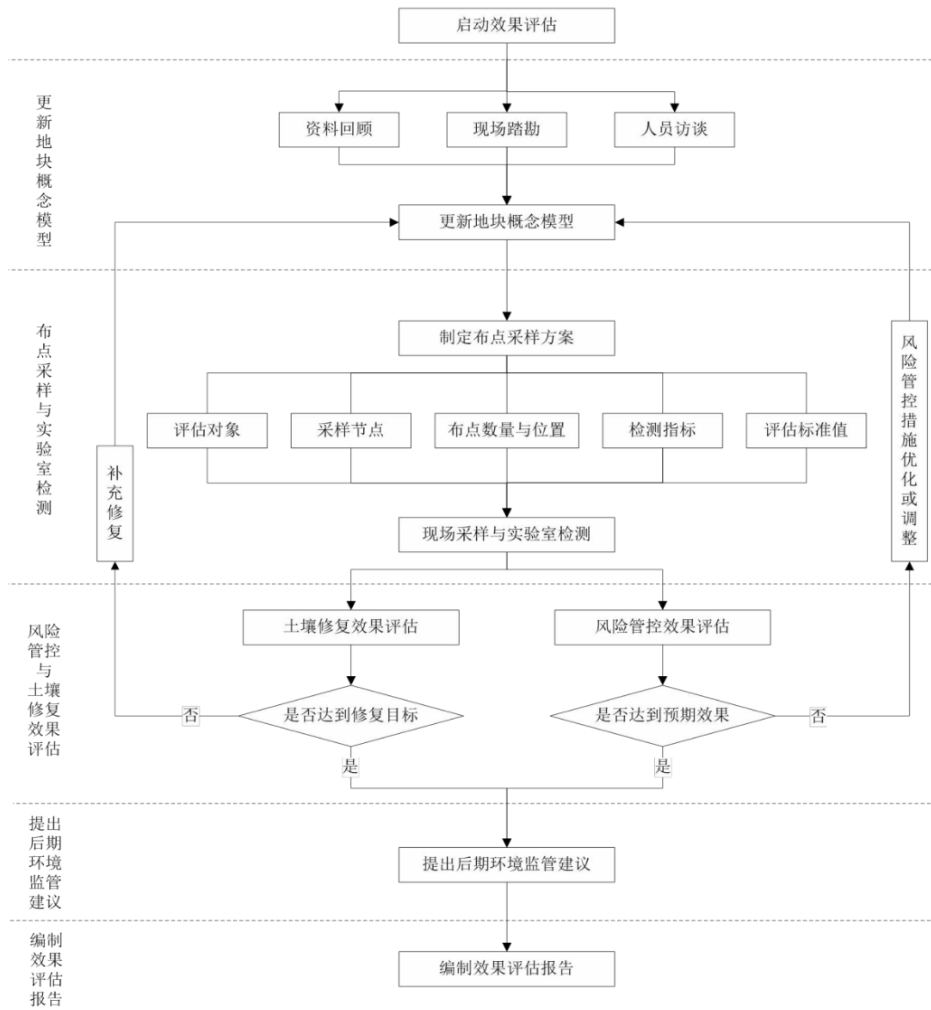 启动效果评估
更新地块概念模型
资料回顾
现场踏勘
人员访谈
更新地块概念模型
布点采样与实验室检测
制定布点采样方案
评估对象
采样节点
布点数量与位置
检测指标
评估标准值
补充修复
风险管控措施优化或调整
现场采样与实验室检测
风险
管控
与
土壤
修复
效果
评估
土壤修复效果评估
风险管控效果评估
否
是否达到修复目标
是否达到预期效果
否
是
是
提出
后期
环境
监管
建议
提出后期环境监管建议
编制
效果
评估
报告
编制效果评估报告